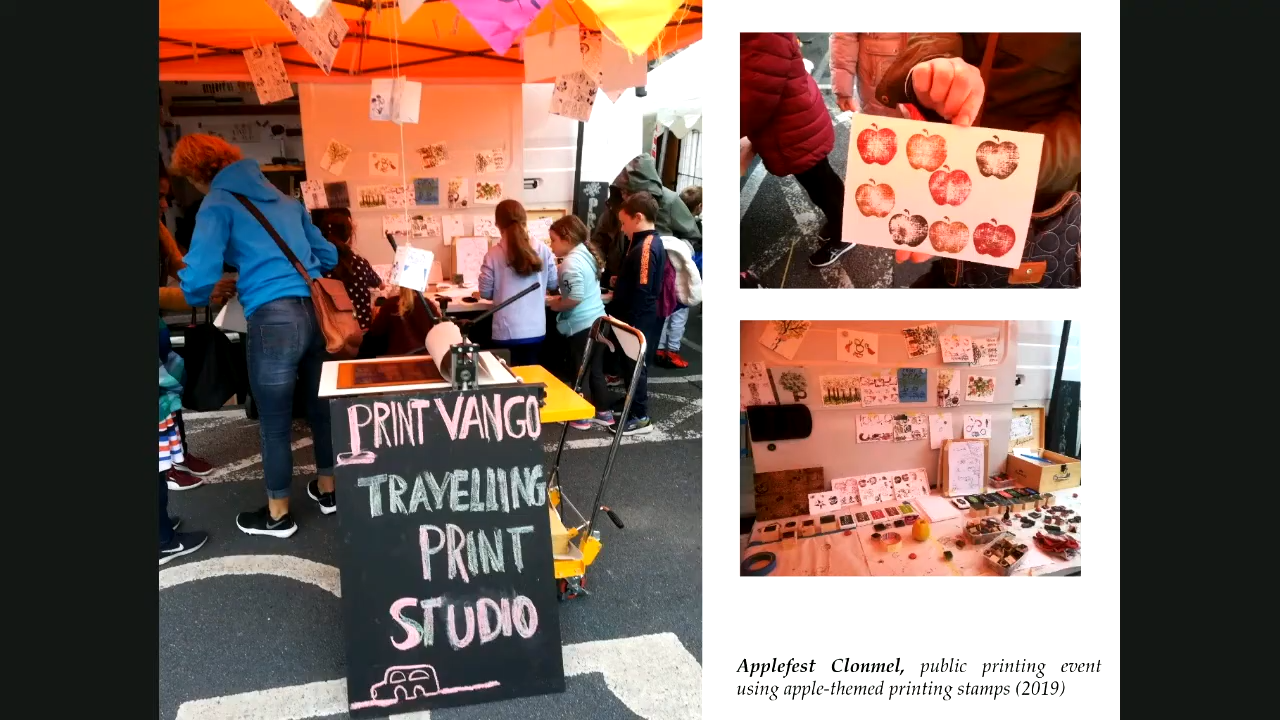 PRINT VANGO
TRAVELLING
PRINT
STUDIO
Applefest Clonmel, public printing event
using apple-themed printing stamps (2019)